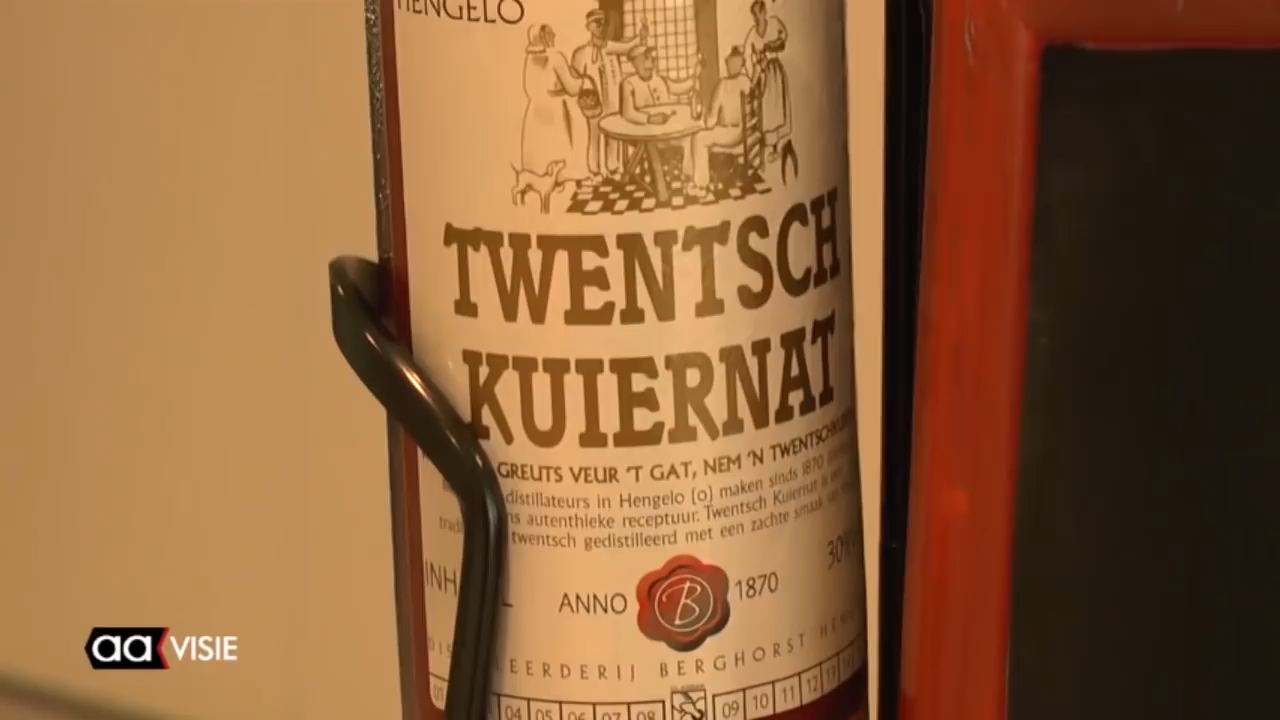 HENGELO
TWENTSCH
KUIERNAT
GREUTS VEUR 'T GAT, NEM 'N
distillateurs in Hengelo (o) maken sinds 1870
autenthieke receptuur. Twentsch Kuiernat is een
twentsch gedistilleerd met een zachte smaak
30%
ANNO B 1870
BERGHORST
04 05 06 07 08 09 10 11 12 13
aa VISIE